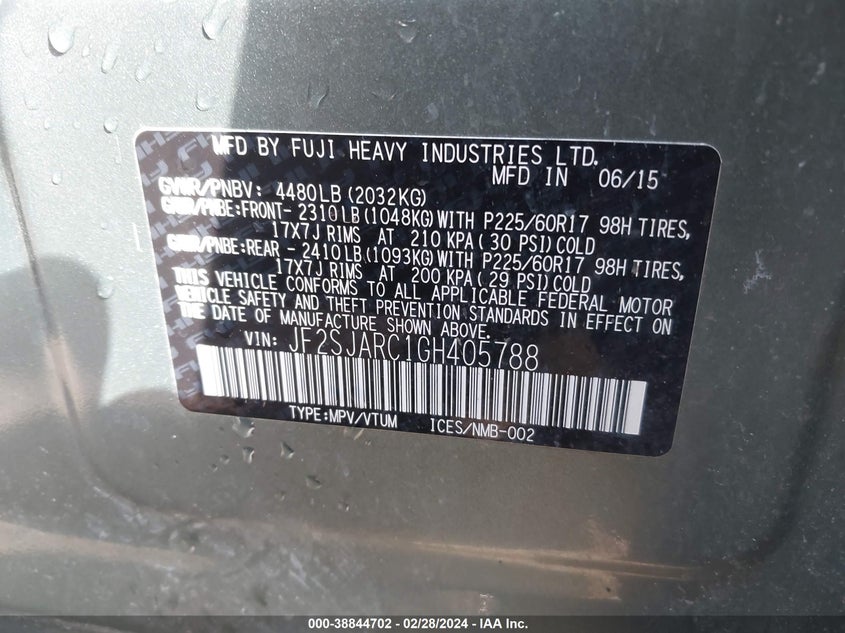 MFD BY FUJI HEAVY INDUSTRIES LTD.
MFD IN 06/15
GVWR/PNBV: 4480LB (2032KG)
GAWR/PNBE:FRONT- 2310LB (1048KG) WITH P225/60R17 98H TIRES,
17X7J RIMS AT 210 KPA ( 30 PSI) COLD
GAWR/PNBE:REAR - 2410LB (1093KG) WITH P225/60R17 98H TIRES,
17X7J RIMS AT 200 KPA ( 29 PSI) COLD
THIS VEHICLE CONFORMS TO ALL APPLICABLE FEDERAL MOTOR
VEHICLE SAFETY AND THEFT PREVENTION STANDARDS IN EFFECT ON
THE DATE OF MANUFACTURE SHOWN ABOVE.
VIN: JF2SJARC1GH405788
TYPE:MPV/VTUM ICES/NMB-002
000-38844702 - 02/28/2024 - IAA Inc.